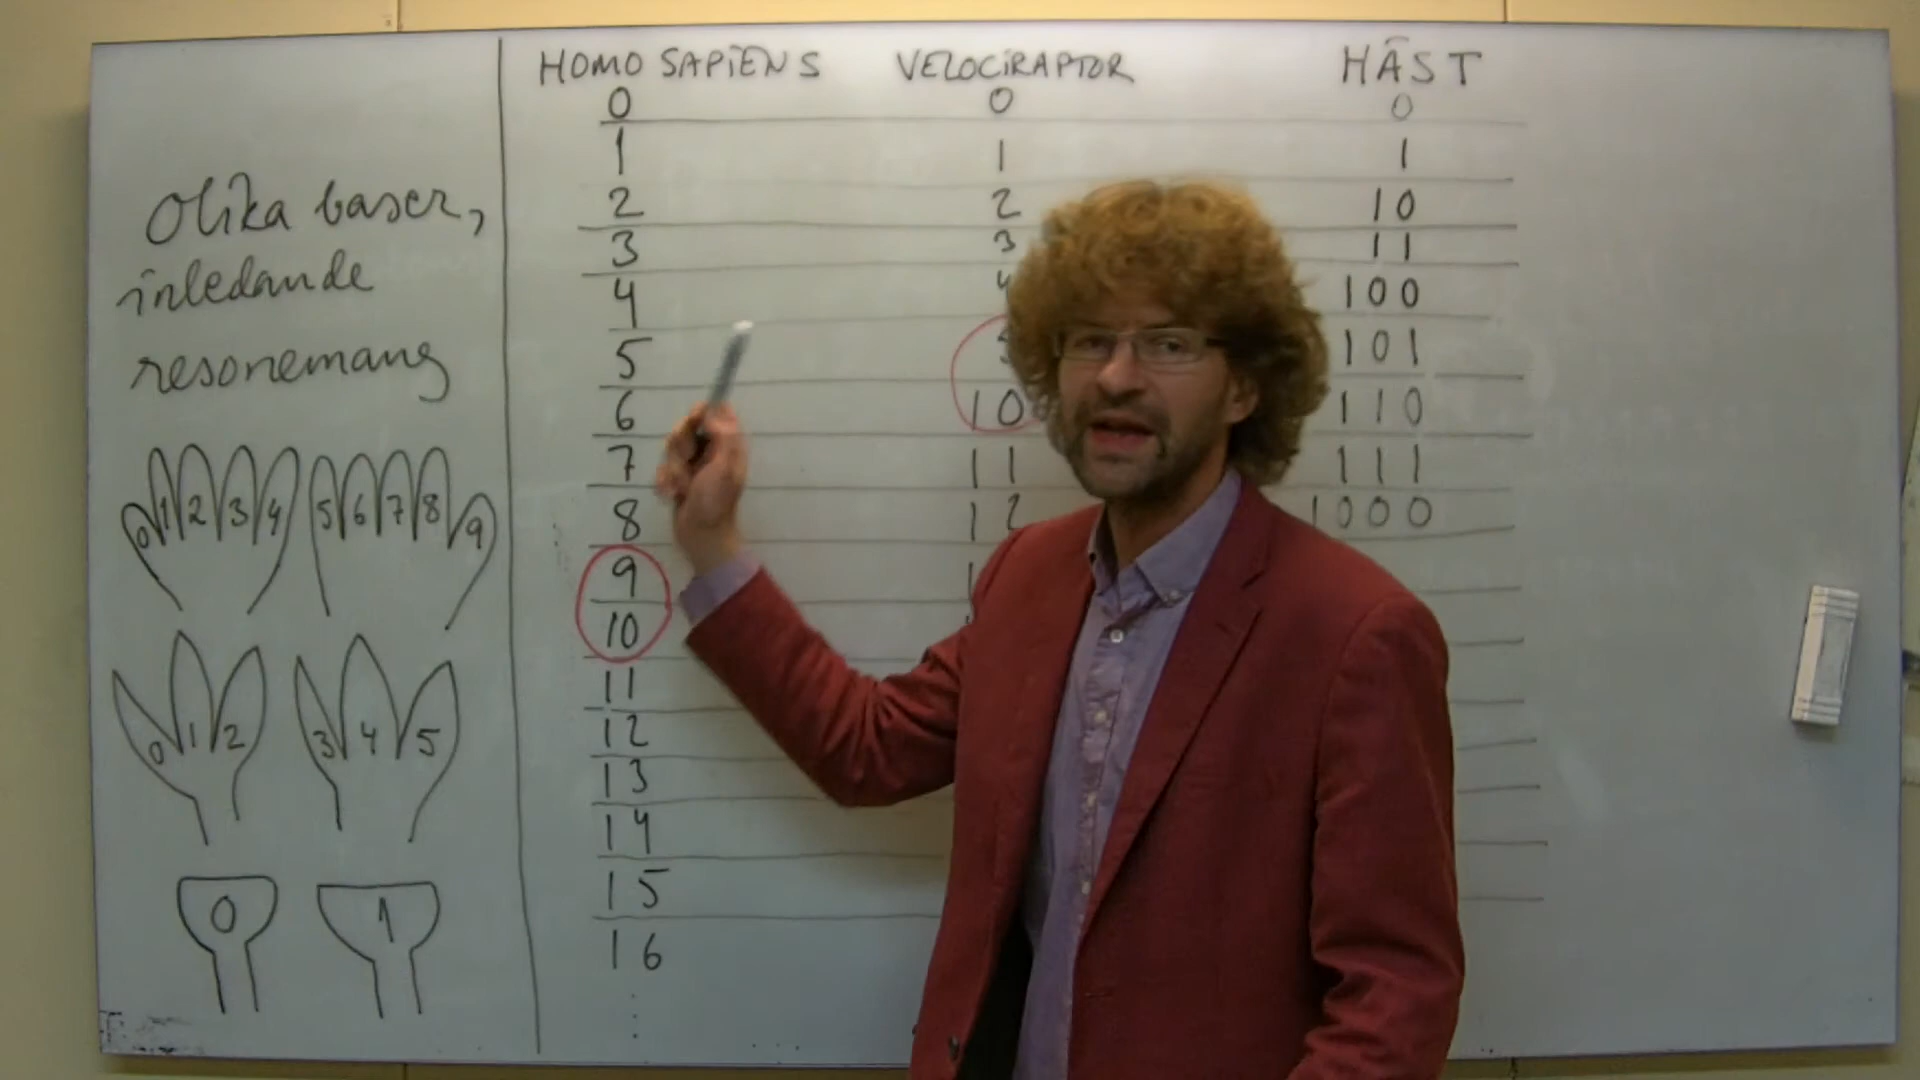 Olika baser,
inledande
resonemang
0 1 2 3 4 5 6 7 8 9
0 1 2 3 4 5
0 1
HOMO SAPIENS VELOCIRAPTOR HÄST
0 0 0
1 1 1
2 2 10
3 3 11
4 4 100
5 5 101
6 10 110
7 11 111
8 12 1000
9 1
10
11
12
13
14
15
16